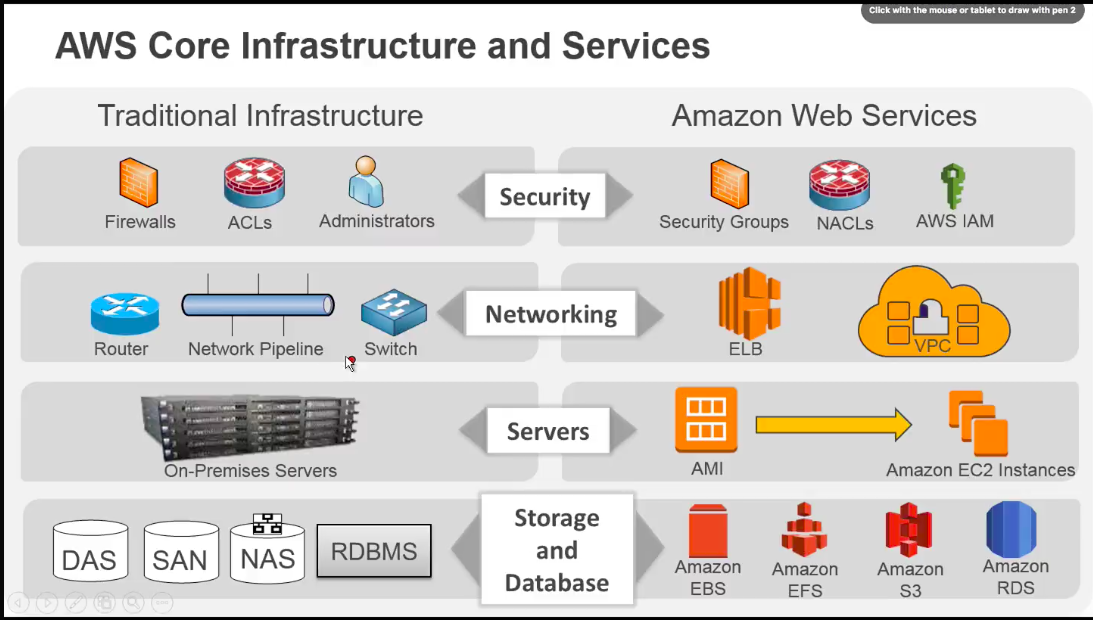 Click with the mouse or tablet to draw with pen 2
AWS Core Infrastructure and Services
Traditional Infrastructure
Amazon Web Services
Firewalls
ACLs
Administrators
Security
Security Groups
NACLs
AWS IAM
Router
Network Pipeline
Switch
Networking
ELB
VPC
On-Premises Servers
Servers
AMI
Amazon EC2 Instances
DAS
SAN
NAS
RDBMS
Storage
and
Database
Amazon
EBS
Amazon
EFS
Amazon
S3
Amazon
RDS